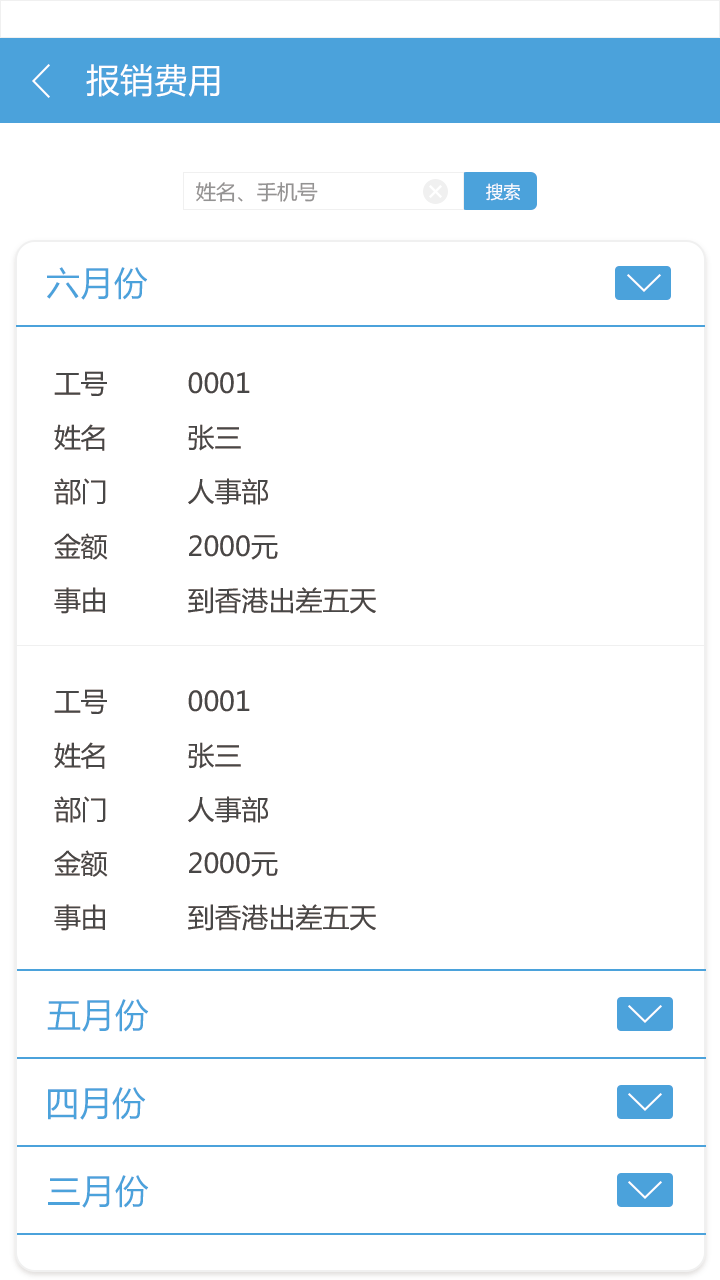 报销费用
姓名、手机号 搜索
六月份
工号 0001
姓名 张三
部门 人事部
金额 2000元
事由 到香港出差五天
工号 0001
姓名 张三
部门 人事部
金额 2000元
事由 到香港出差五天
五月份
四月份
三月份